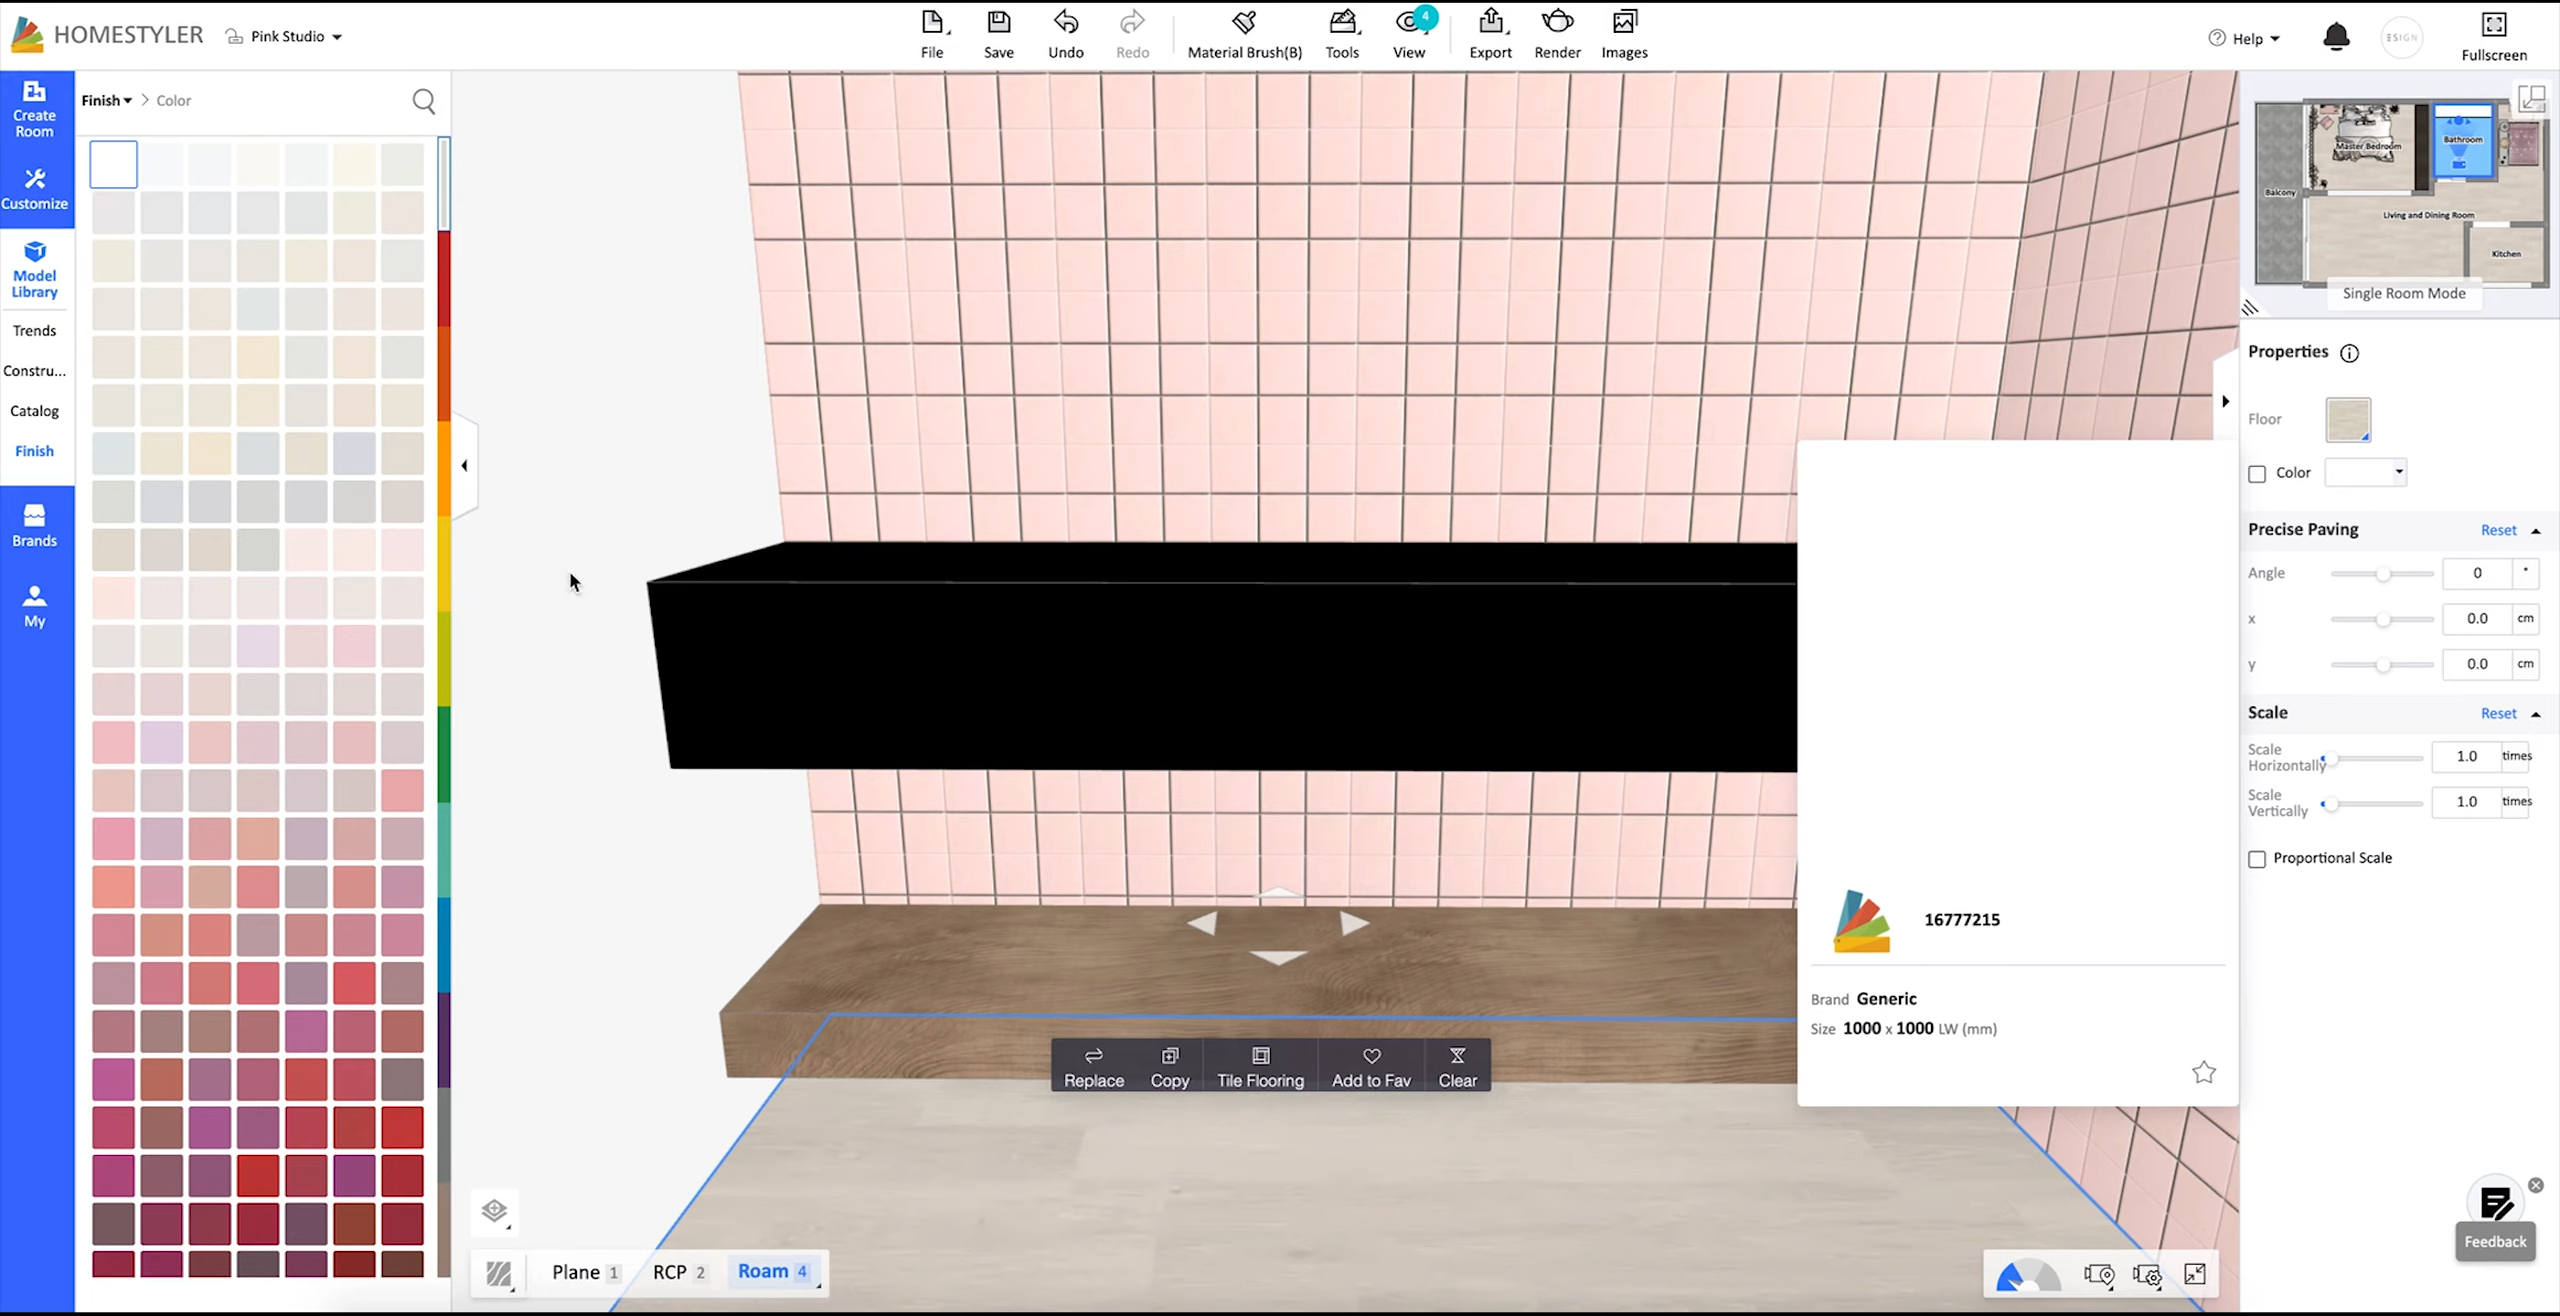 HOMESTYLER
Pink Studio
File
Save
Undo
Redo
Material Brush(B)
Tools
4
View
Export
Render
Images
Help
ESIGN
Fullscreen
Create
Room
Customize
Model
Library
Trends
Constru...
Catalog
Finish
Brands
My
Finish
Color
Master Bedroom
Bathroom
Balcony
Living and Dining Room
Kitchen
Single Room Mode
Properties
Floor
Color
Precise Paving Reset
Angle 0 °
x 0.0 cm
y 0.0 cm
Scale Reset
Scale
Horizontally 1.0 times
Scale
Vertically 1.0 times
Proportional Scale
16777215
Brand Generic
Size 1000 x 1000 LW (mm)
Replace
Copy
Tile Flooring
Add to Fav
Clear
Plane 1
RCP 2
Roam 4
Feedback